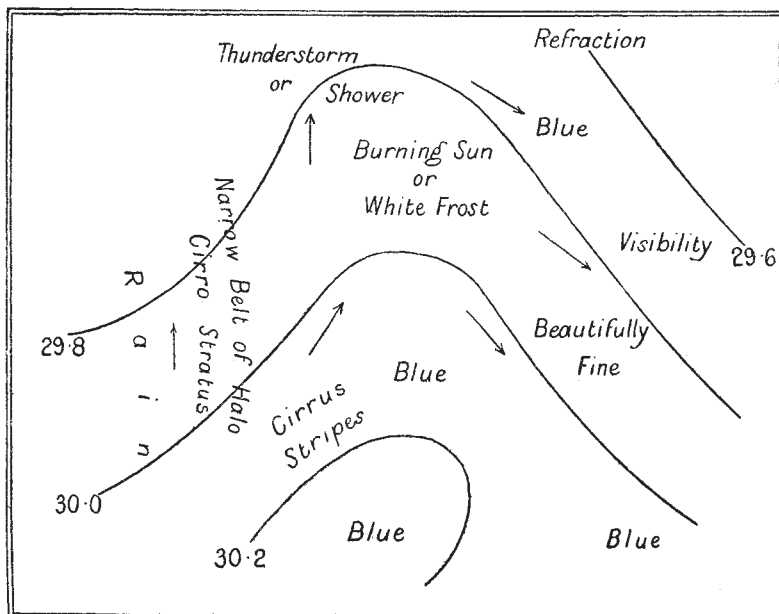 Refraction
Thunderstorm
or
Shower
Blue
Burning Sun
or
White Frost
Visibility
29·6
Narrow Belt of Halo
Cirro Stratus
Rain
29·8
Beautifully
Fine
Blue
Cirrus
Stripes
30·0
30·2
Blue
Blue